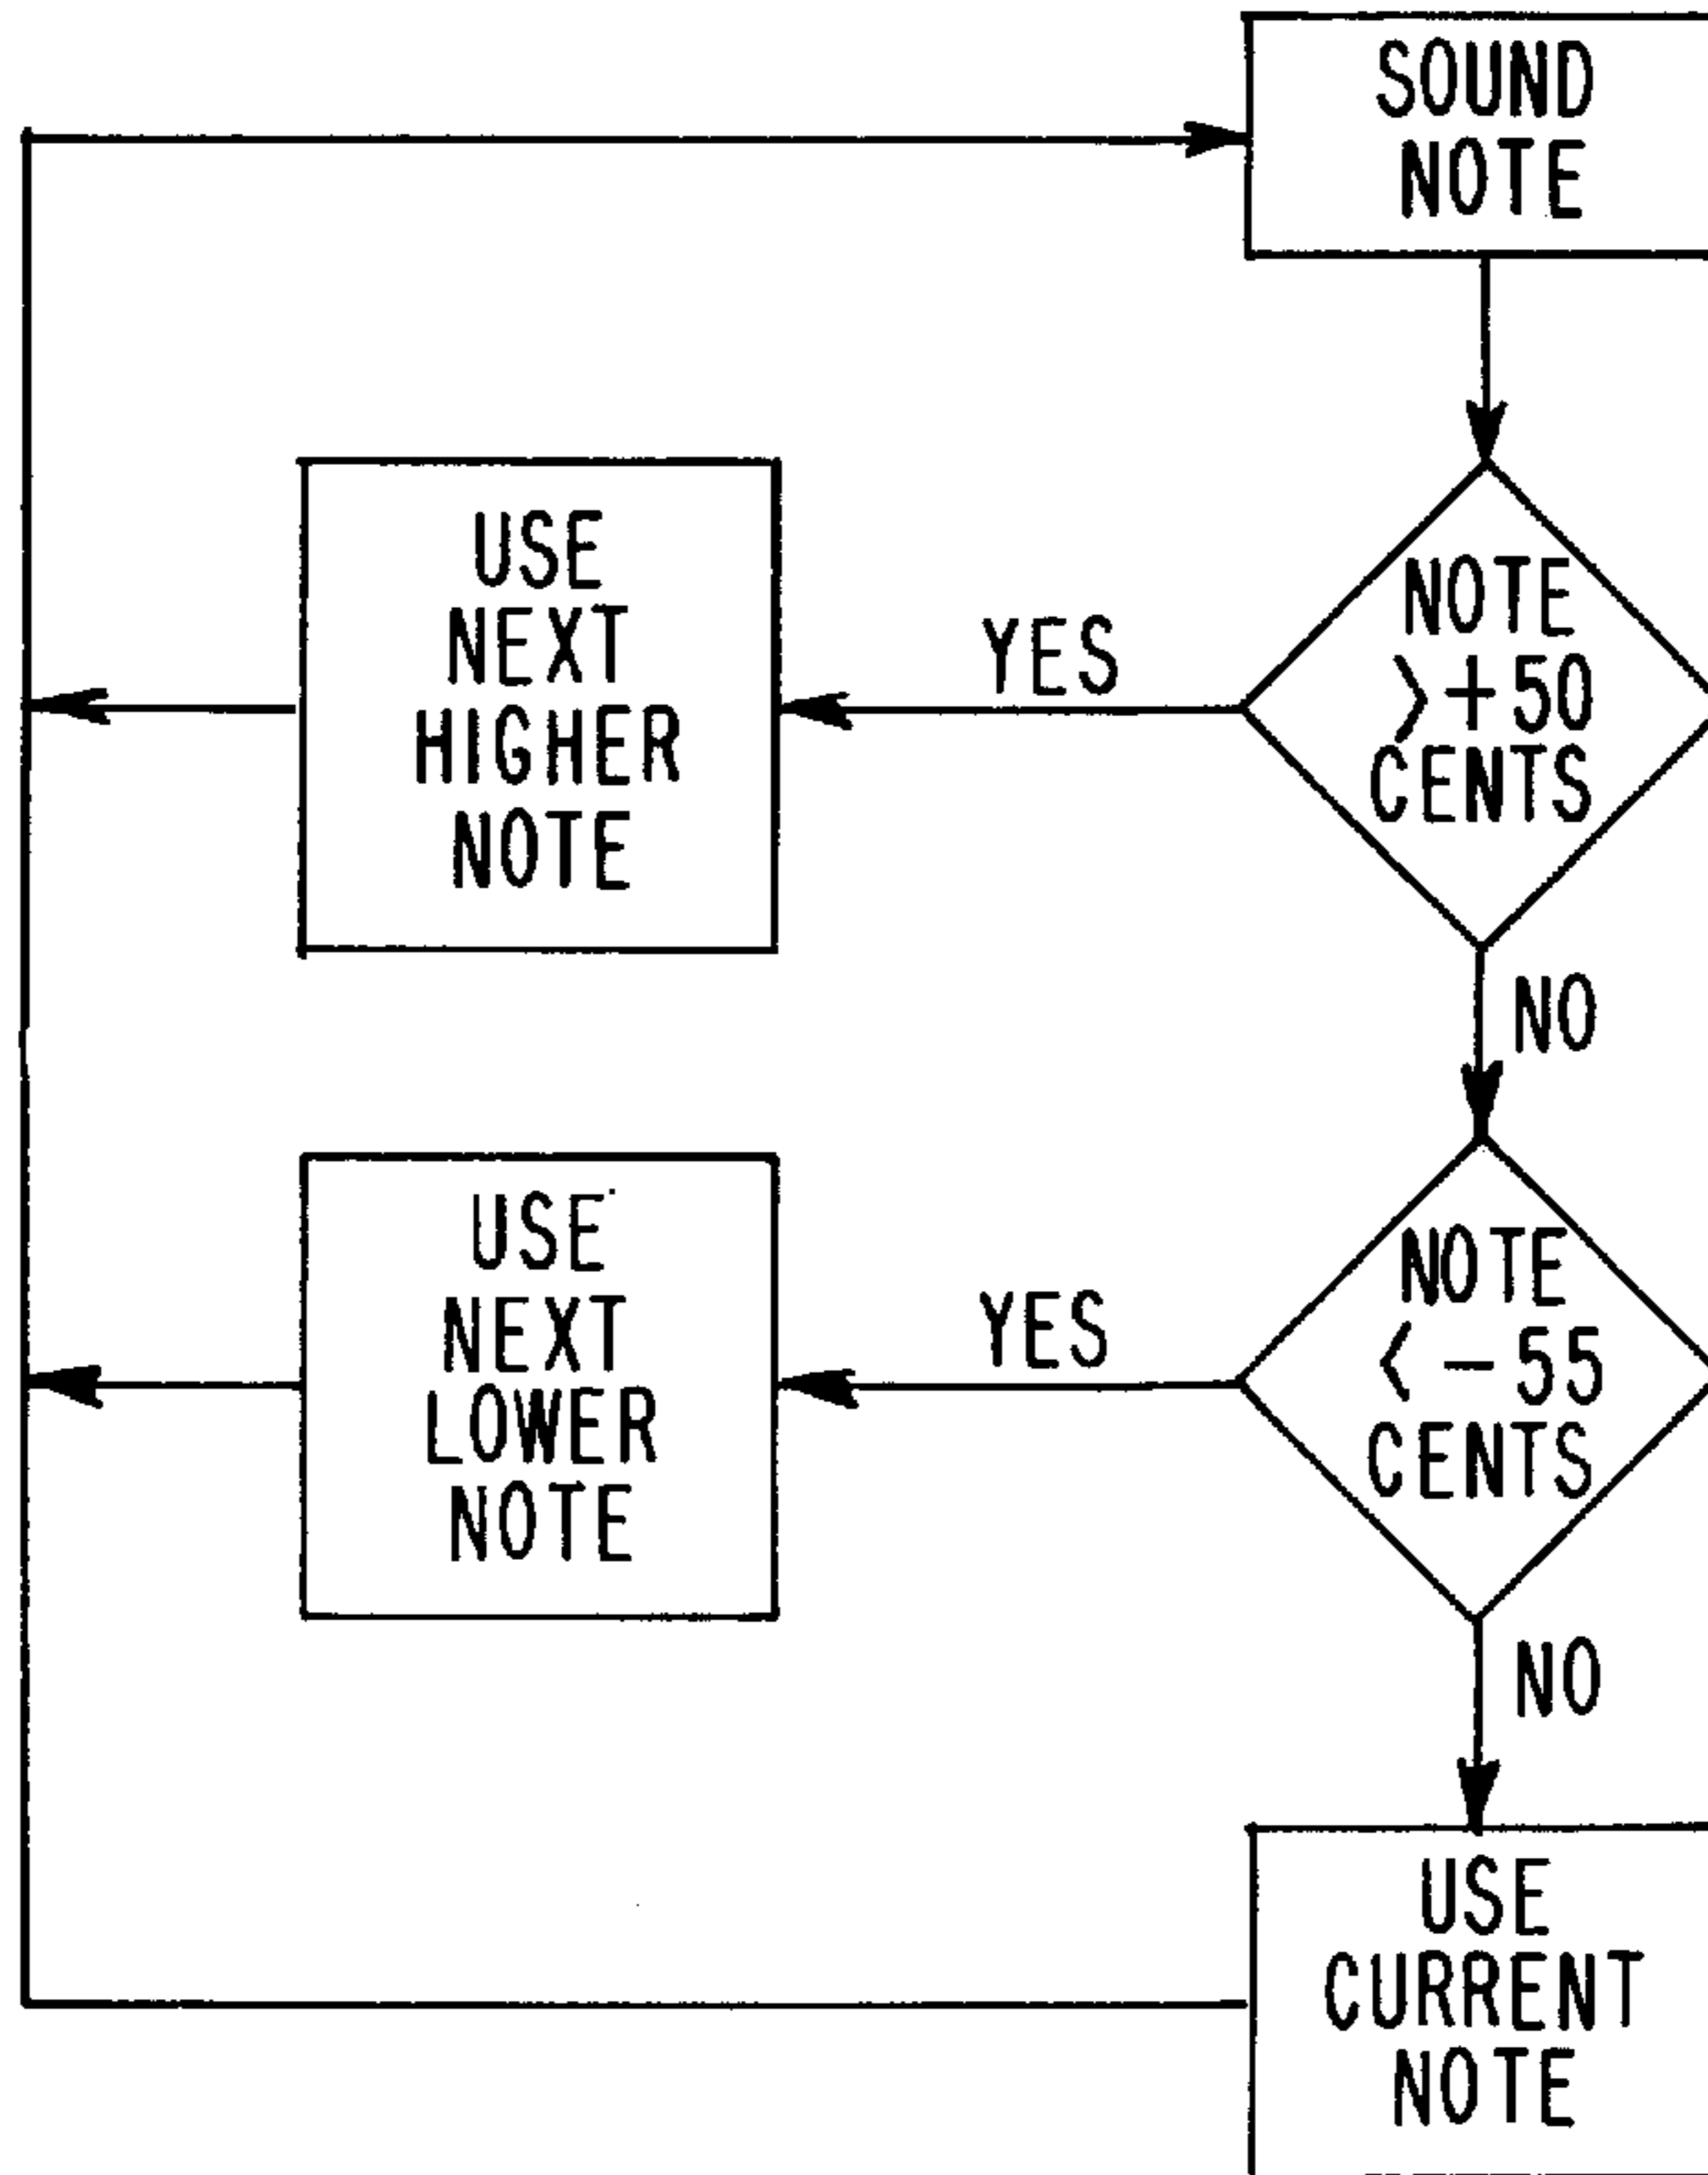 SOUND
NOTE
NOTE
>+50
CENTS
YES
USE
NEXT
HIGHER
NOTE
NO
NOTE
<-55
CENTS
YES
USE
NEXT
LOWER
NOTE
NO
USE
CURRENT
NOTE